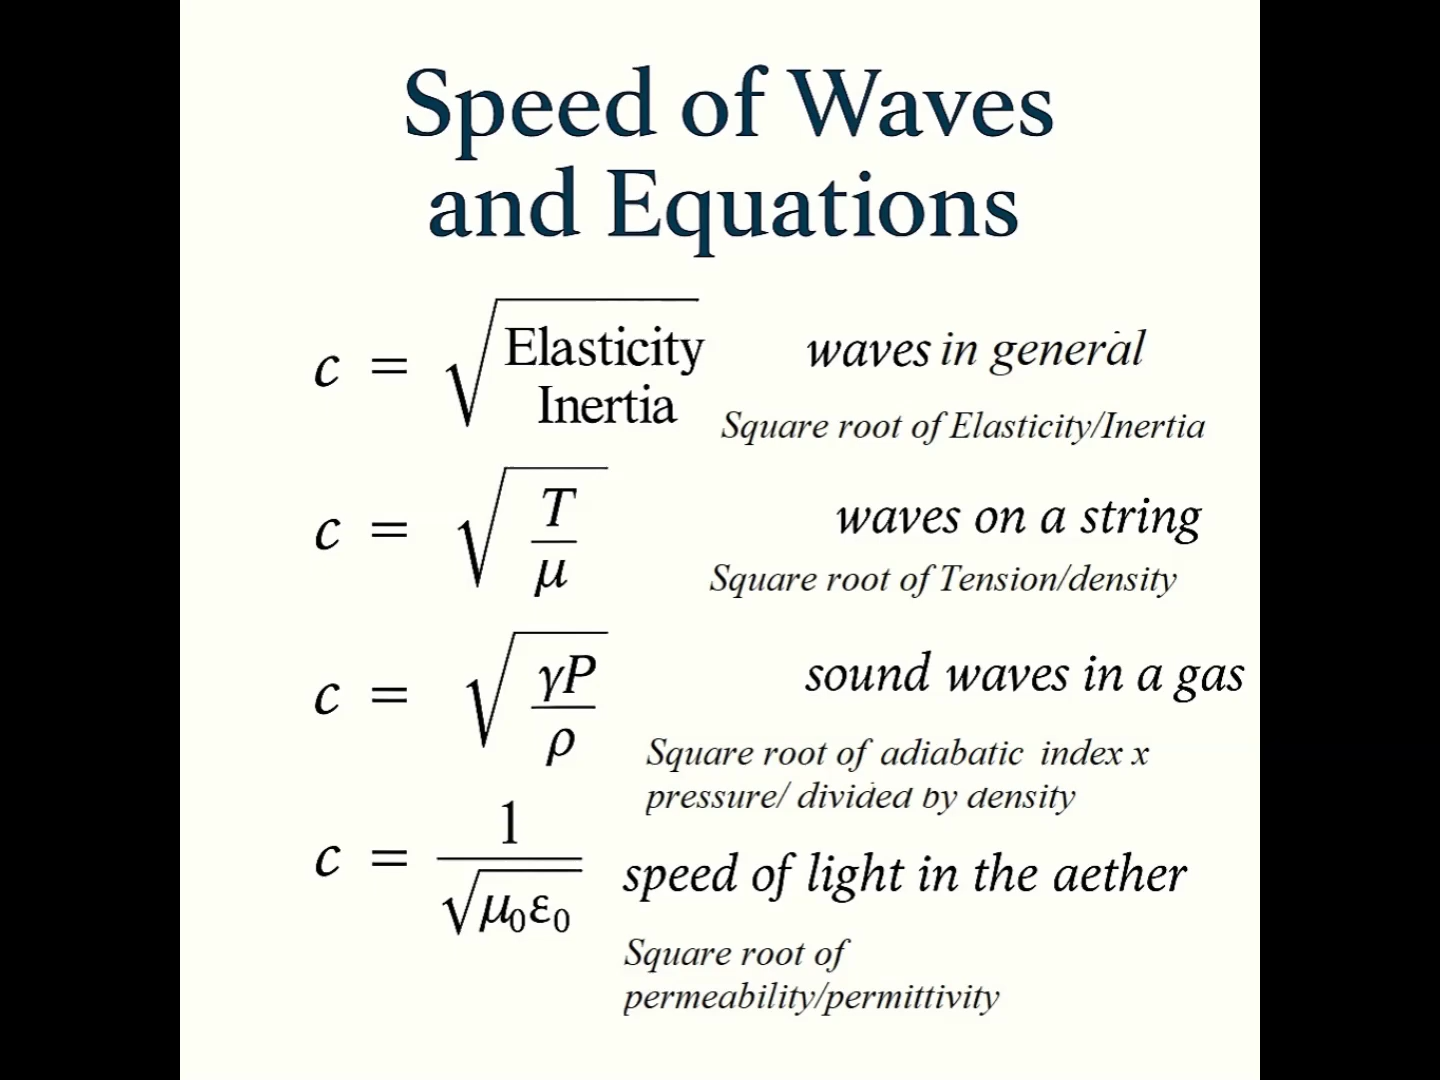 Speed of Waves
and Equations
c = √ Elasticity
Inertia
waves in general
Square root of Elasticity/Inertia
c = √ T
μ
waves on a string
Square root of Tension/density
c = √ γP
ρ
sound waves in a gas
Square root of adiabatic index x
pressure/ divided by density
c = 1
√μ₀ε₀
speed of light in the aether
Square root of
permeability/permittivity